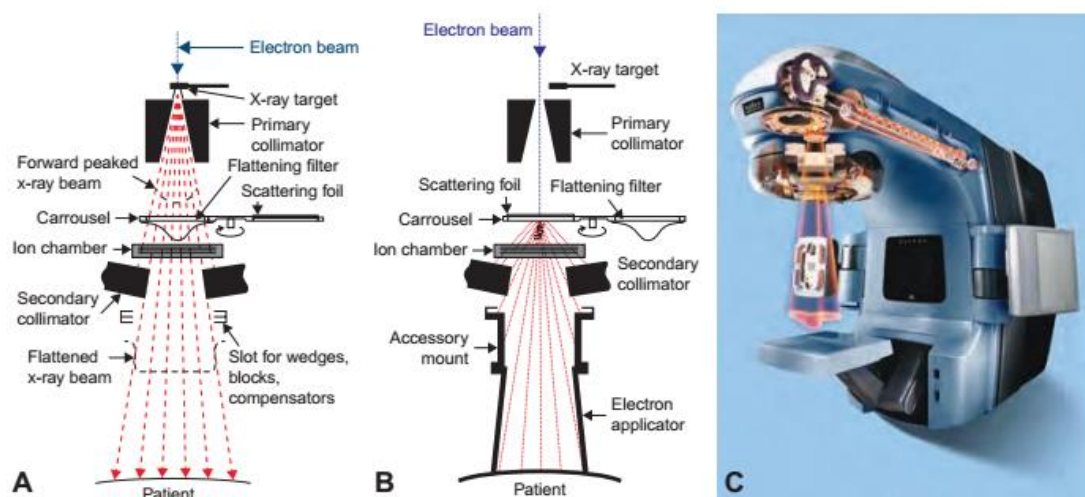 Electron beam
X-ray target
Primary
collimator
Flattening filter
Scattering foil
Forward peaked
x-ray beam
Carrousel
Ion chamber
Secondary
collimator
Flattened
x-ray beam
Slot for wedges,
blocks,
compensators
A
Patient
Electron beam
X-ray target
Primary
collimator
Scattering foil
Flattening filter
Carrousel
Ion chamber
Secondary
collimator
Accessory
mount
Electron
applicator
B
Patient
C